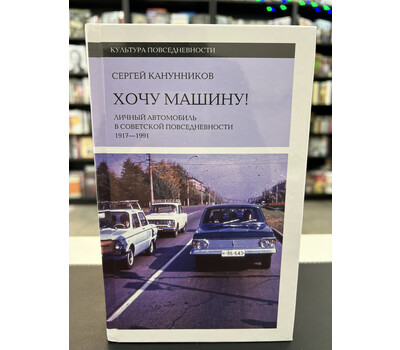 КУЛЬТУРА ПОВСЕДНЕВНОСТИ
СЕРГЕЙ КАНУННИКОВ
ХОЧУ МАШИНУ!
ЛИЧНЫЙ АВТОМОБИЛЬ
В СОВЕТСКОЙ ПОВСЕДНЕВНОСТИ
1917—1991